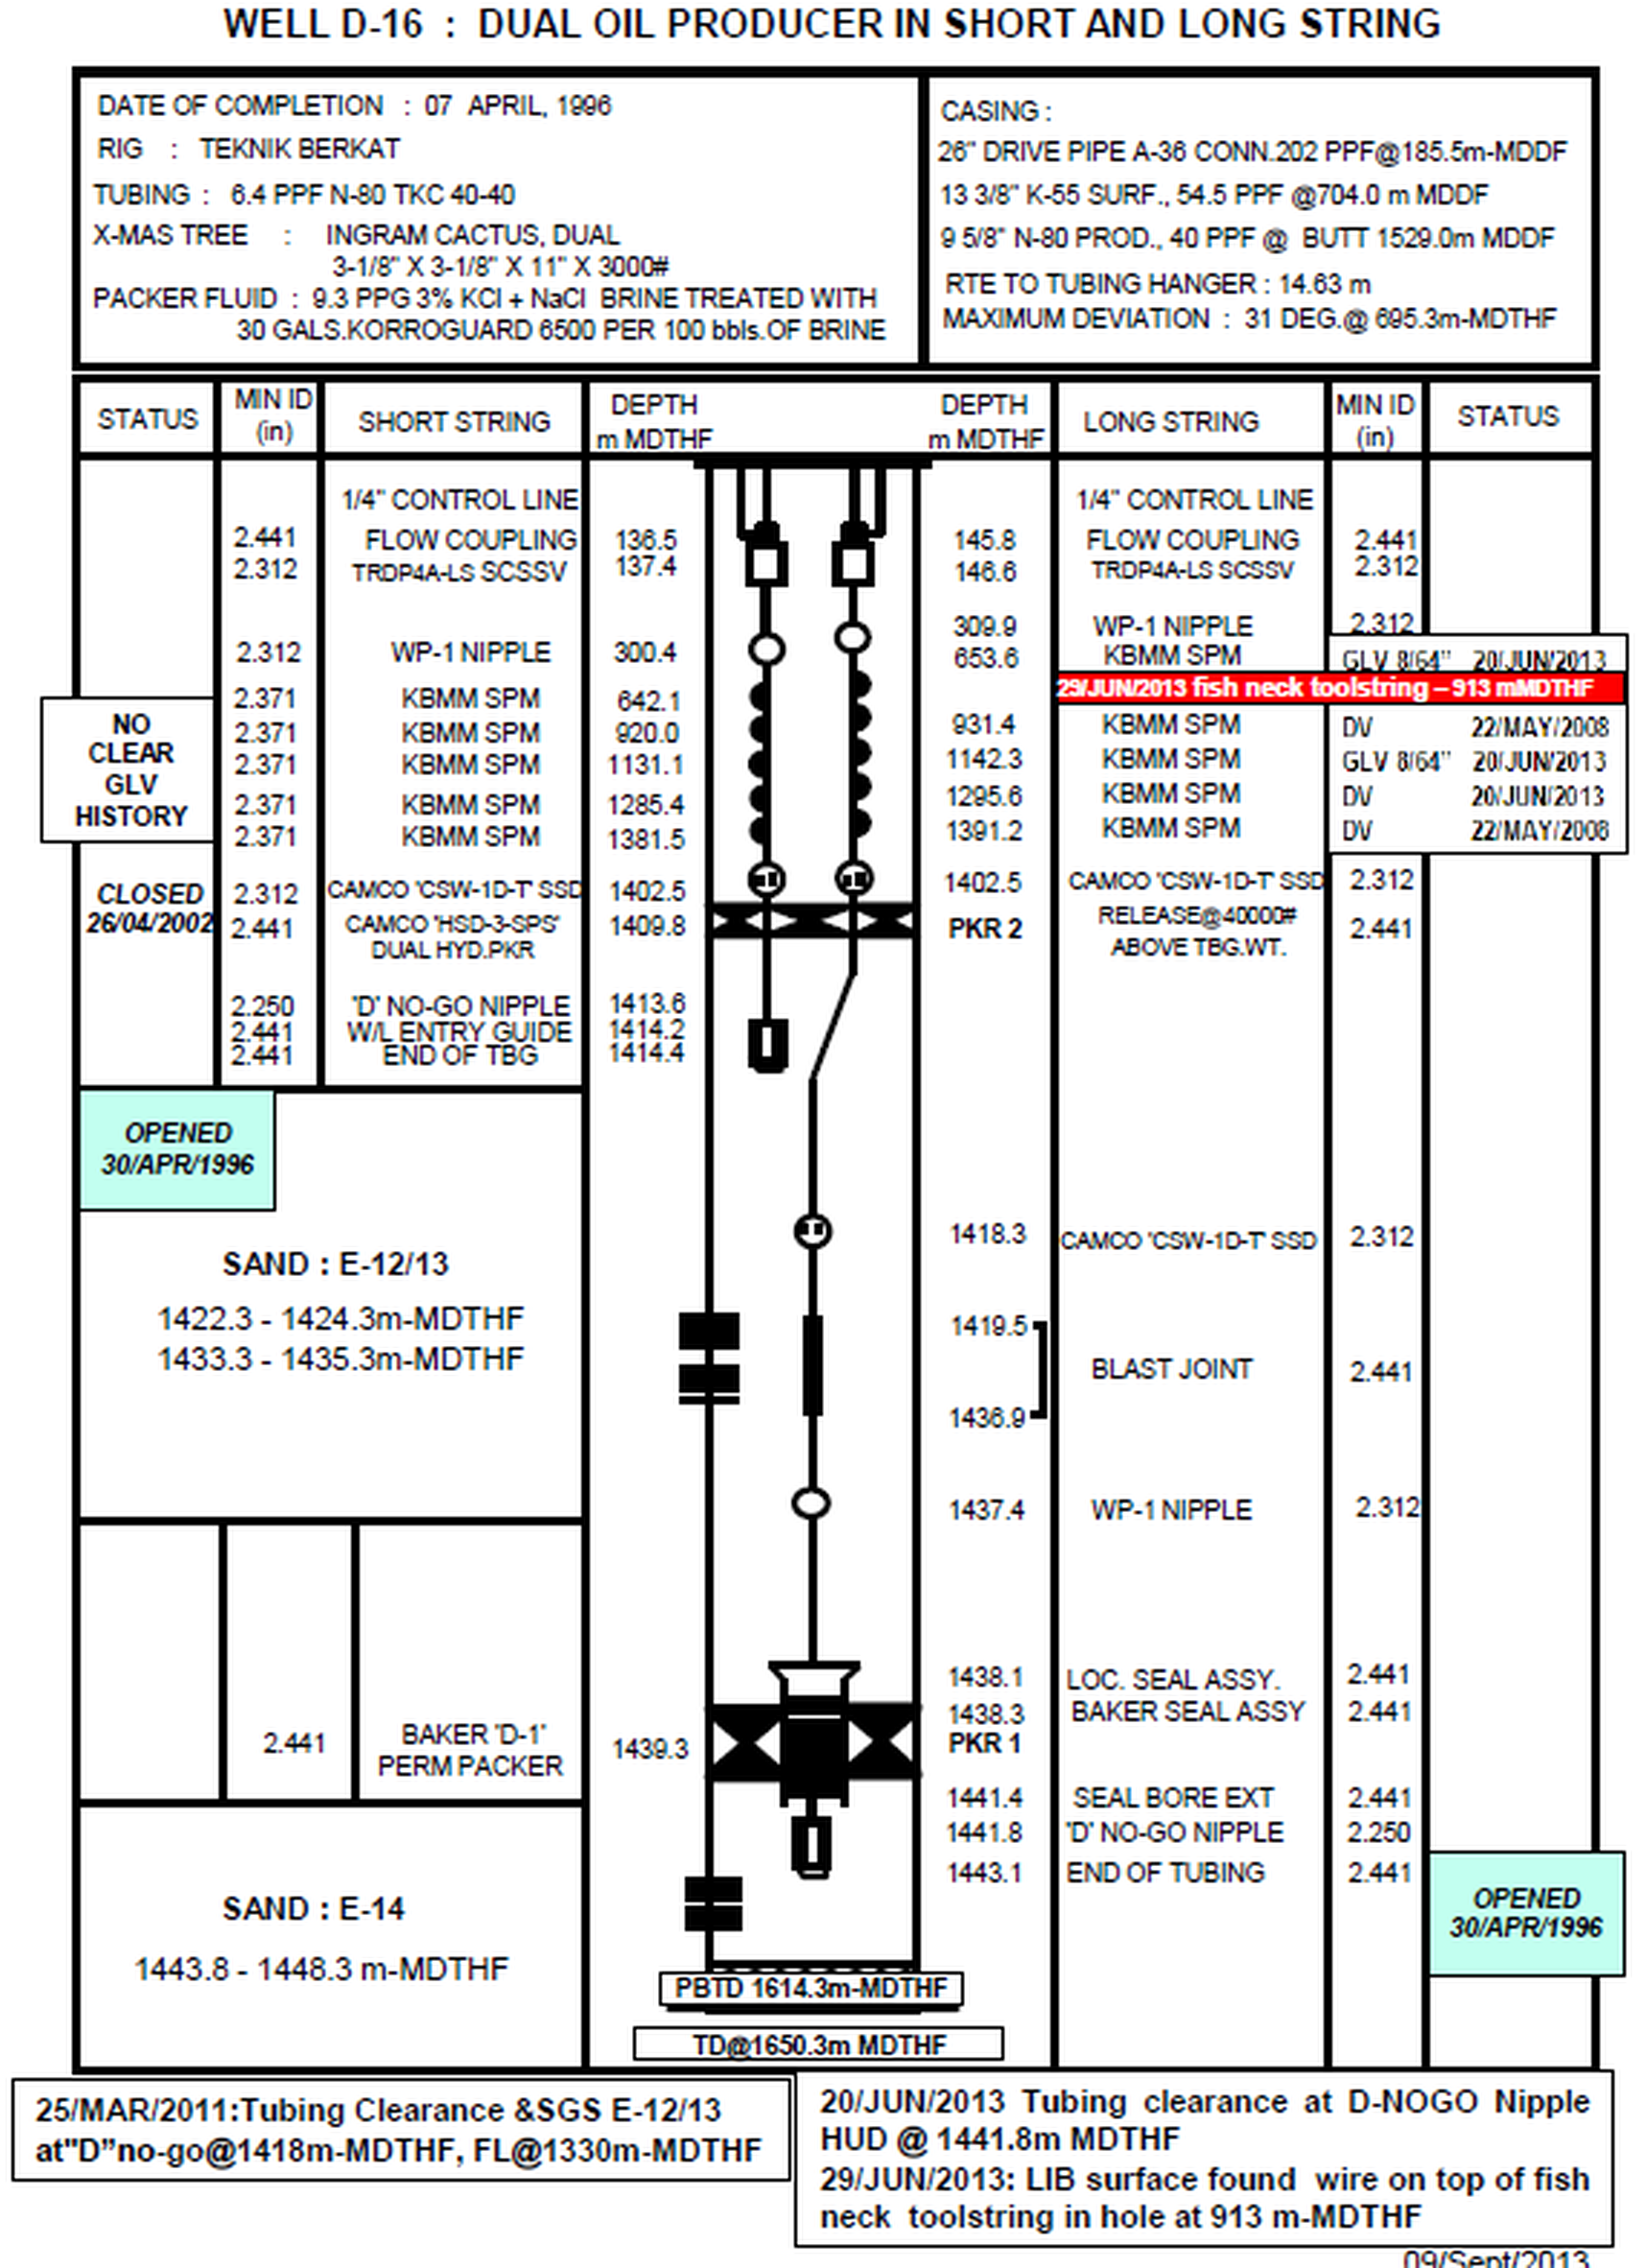 WELL D-16 : DUAL OIL PRODUCER IN SHORT AND LONG STRING
DATE OF COMPLETION : 07 APRIL, 1996
RIG : TEKNIK BERKAT
TUBING : 6.4 PPF N-80 TKC 40-40
X-MAS TREE : INGRAM CACTUS, DUAL
3-1/8" X 3-1/8" X 11" X 3000#
PACKER FLUID : 9.3 PPG 3% KCl + NaCl BRINE TREATED WITH
30 GALS.KORROGUARD 6500 PER 100 bbls.OF BRINE
CASING :
26" DRIVE PIPE A-36 CONN.202 PPF@185.5m-MDDF
13 3/8" K-55 SURF., 54.5 PPF @704.0 m MDDF
9 5/8" N-80 PROD., 40 PPF @ BUTT 1529.0m MDDF
RTE TO TUBING HANGER : 14.63 m
MAXIMUM DEVIATION : 31 DEG.@ 695.3m-MDTHF
STATUS MIN ID (in) SHORT STRING DEPTH m MDTHF DEPTH m MDTHF LONG STRING MIN ID (in) STATUS
1/4" CONTROL LINE 1/4" CONTROL LINE
2.441 FLOW COUPLING 136.5 145.8 FLOW COUPLING 2.441
2.312 TRDP4A-LS SCSSV 137.4 146.6 TRDP4A-LS SCSSV 2.312
309.9 WP-1 NIPPLE 2.312
2.312 WP-1 NIPPLE 300.4 653.6 KBMM SPM GLV 8/64" 20/JUN/2013
29/JUN/2013 fish neck toolstring – 913 mMDTHF
NO
CLEAR
GLV
HISTORY
2.371 KBMM SPM 642.1
2.371 KBMM SPM 920.0 931.4 KBMM SPM DV 22/MAY/2008
2.371 KBMM SPM 1131.1 1142.3 KBMM SPM GLV 8/64" 20/JUN/2013
2.371 KBMM SPM 1285.4 1295.6 KBMM SPM DV 20/JUN/2013
2.371 KBMM SPM 1381.5 1391.2 KBMM SPM DV 22/MAY/2008
CLOSED
26/04/2002
2.312 CAMCO 'CSW-1D-T' SSD 1402.5 1402.5 CAMCO 'CSW-1D-T' SSD 2.312
2.441 CAMCO 'HSD-3-SPS' 1409.8 PKR 2 RELEASE@40000# 2.441
DUAL HYD.PKR ABOVE TBG.WT.
2.250 'D' NO-GO NIPPLE 1413.6
2.441 W/L ENTRY GUIDE 1414.2
2.441 END OF TBG 1414.4
OPENED
30/APR/1996
1418.3 CAMCO 'CSW-1D-T' SSD 2.312
SAND : E-12/13
1422.3 - 1424.3m-MDTHF
1433.3 - 1435.3m-MDTHF
1419.5
BLAST JOINT 2.441
1436.9
1437.4 WP-1 NIPPLE 2.312
1438.1 LOC. SEAL ASSY. 2.441
1438.3 BAKER SEAL ASSY 2.441
2.441 BAKER 'D-1' 1439.3 PKR 1
PERM PACKER
1441.4 SEAL BORE EXT 2.441
1441.8 'D' NO-GO NIPPLE 2.250
1443.1 END OF TUBING 2.441
OPENED
30/APR/1996
SAND : E-14
1443.8 - 1448.3 m-MDTHF
PBTD 1614.3m-MDTHF
TD@1650.3m MDTHF
25/MAR/2011:Tubing Clearance &SGS E-12/13
at"D"no-go@1418m-MDTHF, FL@1330m-MDTHF
20/JUN/2013 Tubing clearance at D-NOGO Nipple
HUD @ 1441.8m MDTHF
29/JUN/2013: LIB surface found wire on top of fish
neck toolstring in hole at 913 m-MDTHF
09/Sept/2013